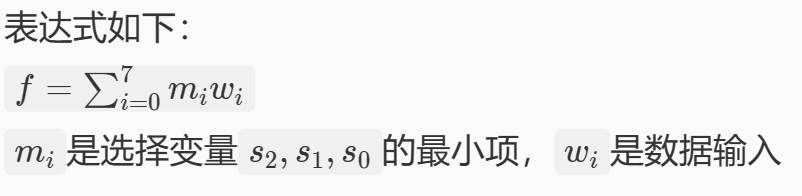 表达式如下：
$f = \sum_{i=0}^{7} m_i w_i$
$m_i$ 是选择变量 $s_2, s_1, s_0$ 的最小项， $w_i$ 是数据输入